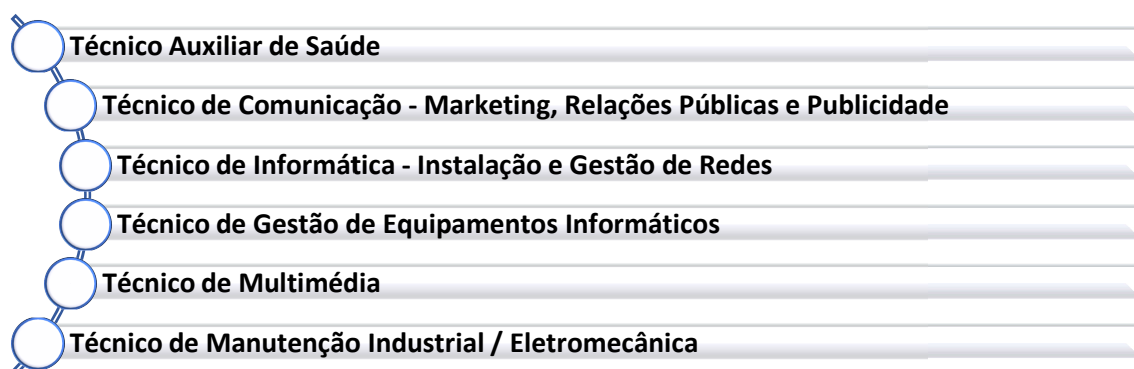 Técnico Auxiliar de Saúde
Técnico de Comunicação - Marketing, Relações Públicas e Publicidade
Técnico de Informática - Instalação e Gestão de Redes
Técnico de Gestão de Equipamentos Informáticos
Técnico de Multimédia
Técnico de Manutenção Industrial / Eletromecânica